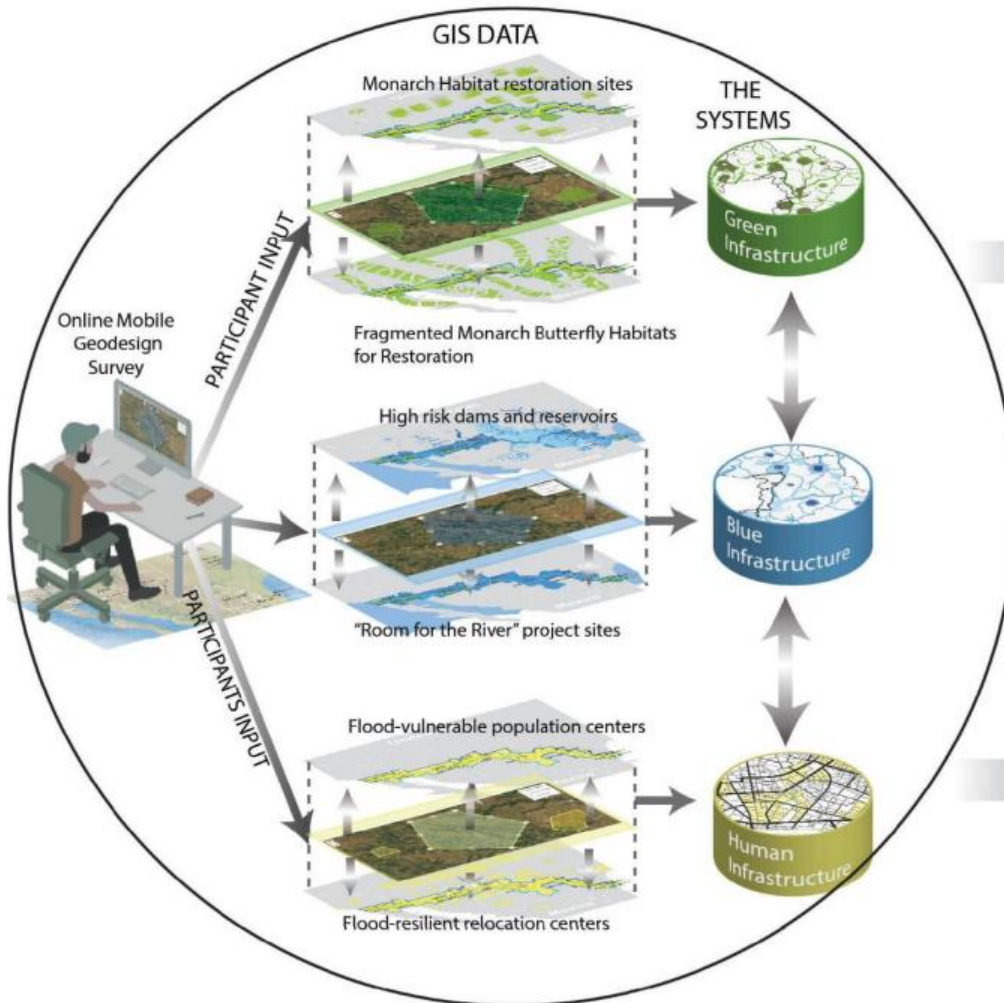 GIS DATA
Monarch Habitat restoration sites
THE
SYSTEMS
Green
Infrastructure
PARTICIPANT INPUT
Online Mobile
Geodesign
Survey
Fragmented Monarch Butterfly Habitats
for Restoration
High risk dams and reservoirs
Blue
Infrastructure
“Room for the River” project sites
PARTICIPANTS INPUT
Flood-vulnerable population centers
Human
Infrastructure
Flood-resilient relocation centers